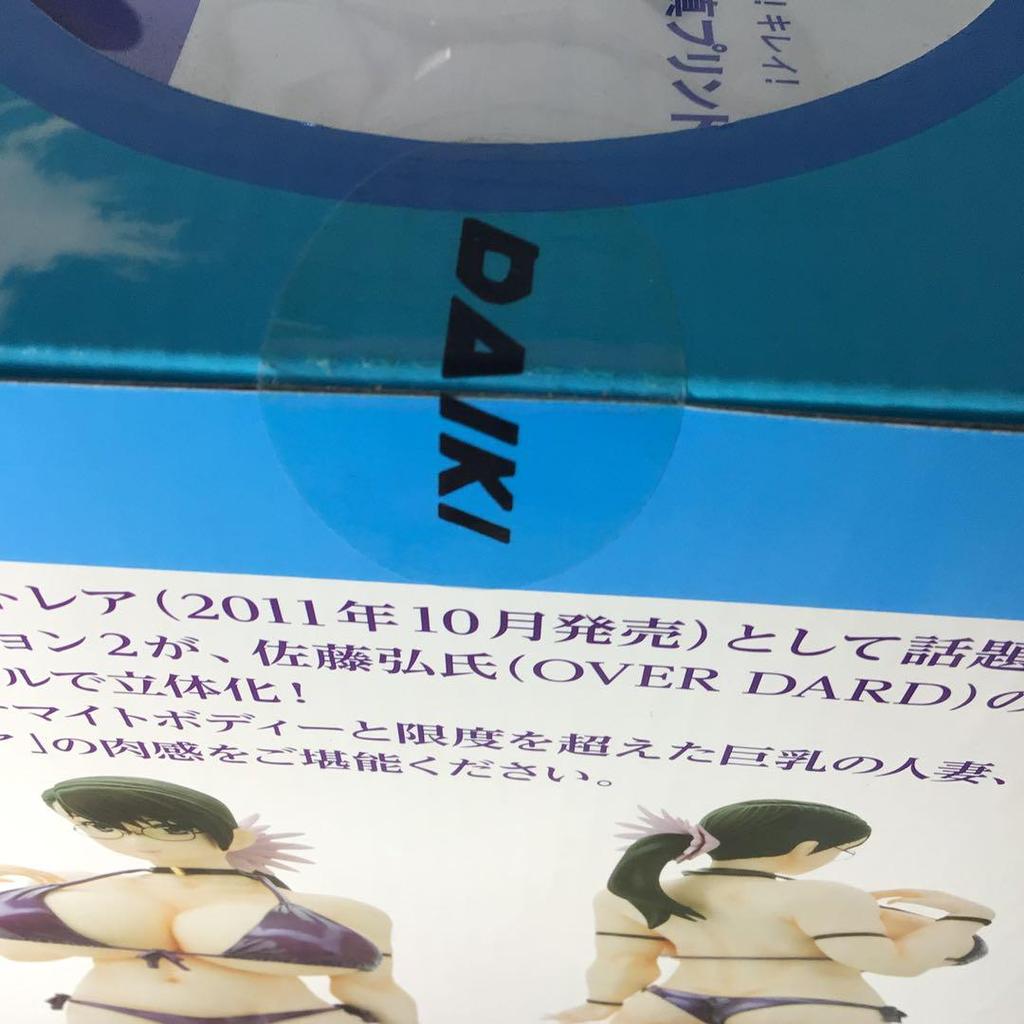 ！キレイ！
真プリント
DAIKI
トレア（2011年10月発売）として話題
ョン2が、佐藤弘氏（OVER DARD）の
ルで立体化！
ナマイトボディーと限度を超えた巨乳の人妻、
ア」の肉感をご堪能ください。